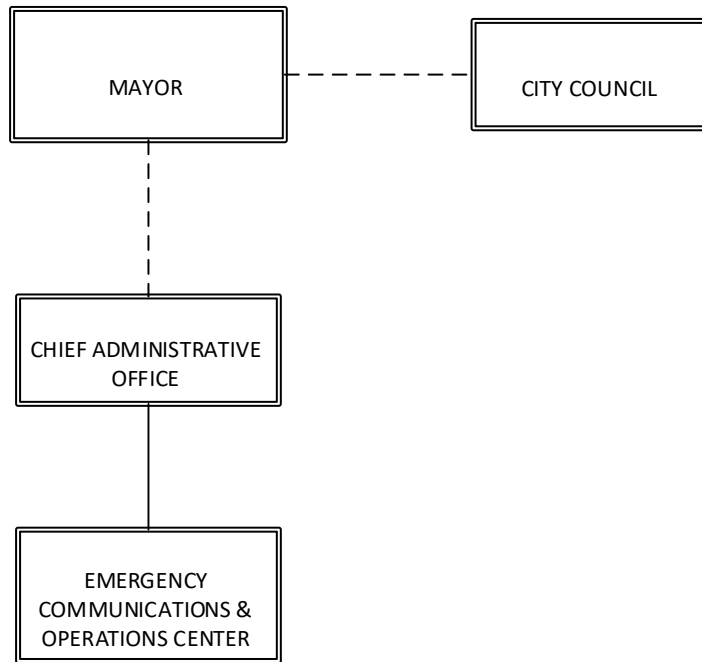 MAYOR
CITY COUNCIL
CHIEF ADMINISTRATIVE
OFFICE
EMERGENCY
COMMUNICATIONS &
OPERATIONS CENTER